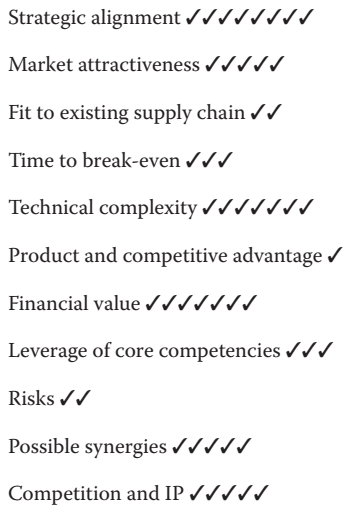 Strategic alignment ✓✓✓✓✓✓✓✓
Market attractiveness ✓✓✓✓✓
Fit to existing supply chain ✓✓
Time to break-even ✓✓✓
Technical complexity ✓✓✓✓✓✓✓
Product and competitive advantage ✓
Financial value ✓✓✓✓✓✓✓
Leverage of core competencies ✓✓✓
Risks ✓✓
Possible synergies ✓✓✓✓✓
Competition and IP ✓✓✓✓✓